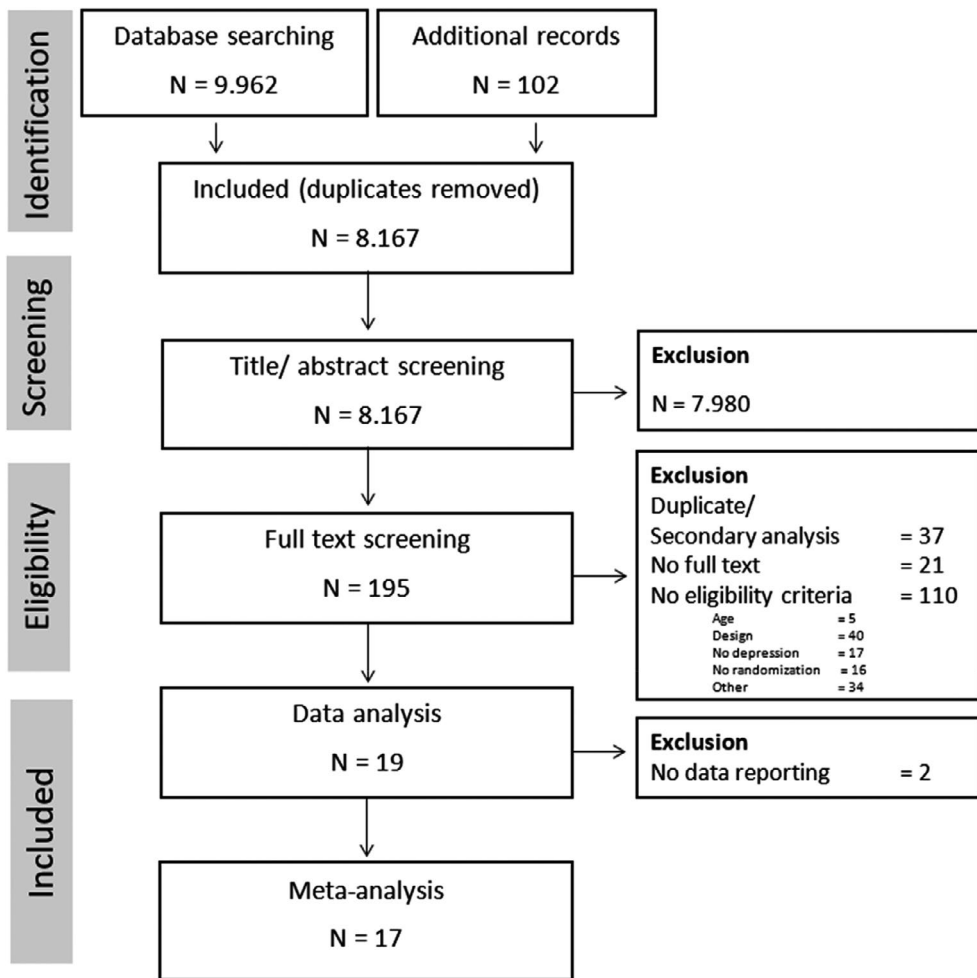 Identification
Database searching
N = 9.962
Additional records
N = 102
Included (duplicates removed)
N = 8.167
Screening
Title/ abstract screening
N = 8.167
Exclusion
N = 7.980
Eligibility
Full text screening
N = 195
Exclusion
Duplicate/
Secondary analysis = 37
No full text = 21
No eligibility criteria = 110
Age = 5
Design = 40
No depression = 17
No randomization = 16
Other = 34
Included
Data analysis
N = 19
Exclusion
No data reporting = 2
Meta-analysis
N = 17